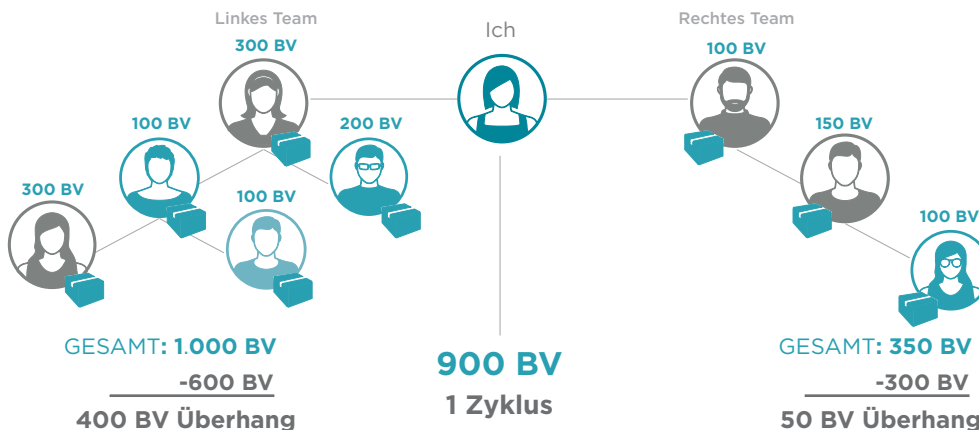 Linkes Team
Ich
Rechtes Team
300 BV
100 BV
100 BV
200 BV
150 BV
300 BV
100 BV
100 BV
GESAMT: 1.000 BV
-600 BV
400 BV Überhang
900 BV
1 Zyklus
GESAMT: 350 BV
-300 BV
50 BV Überhang